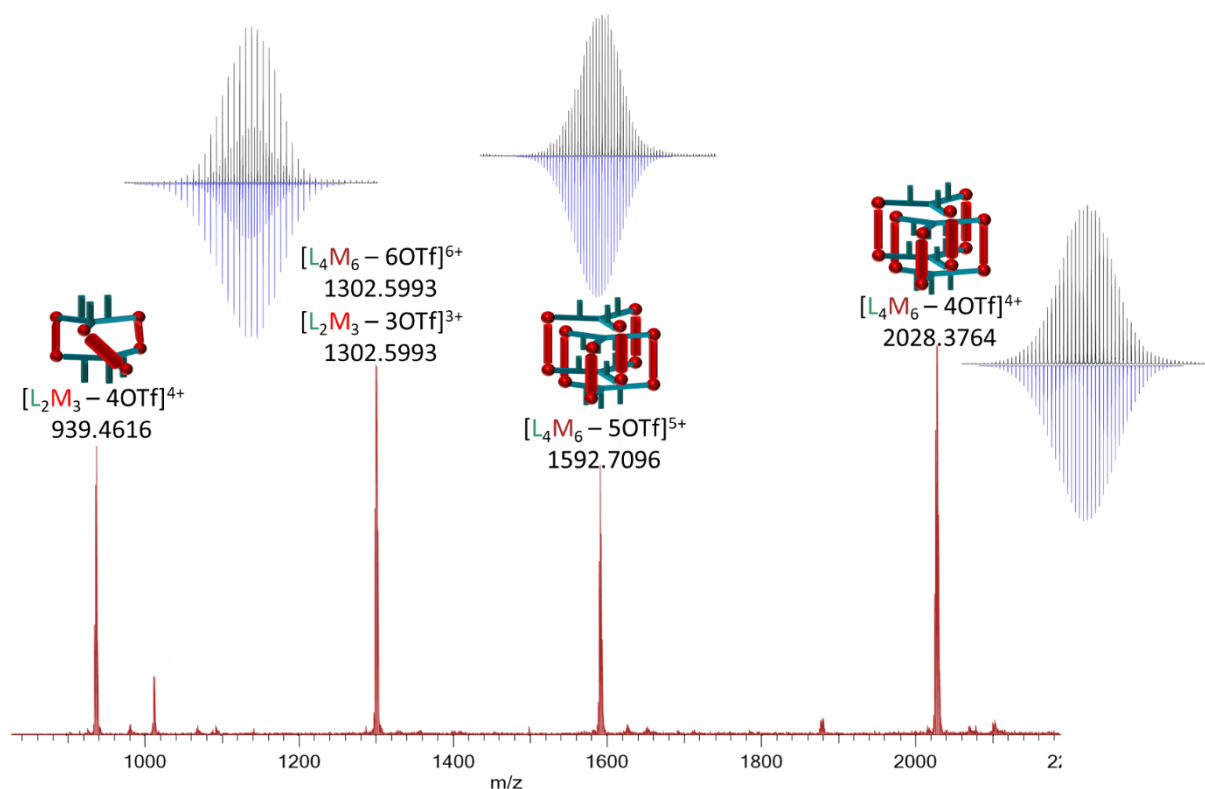 [L₄M₆ – 6OTf]⁶⁺
1302.5993
[L₂M₃ – 3OTf]³⁺
1302.5993
[L₄M₆ – 4OTf]⁴⁺
2028.3764
[L₂M₃ – 4OTf]⁴⁺
939.4616
[L₄M₆ – 5OTf]⁵⁺
1592.7096
1000 1200 1400 1600 1800 2000
m/z